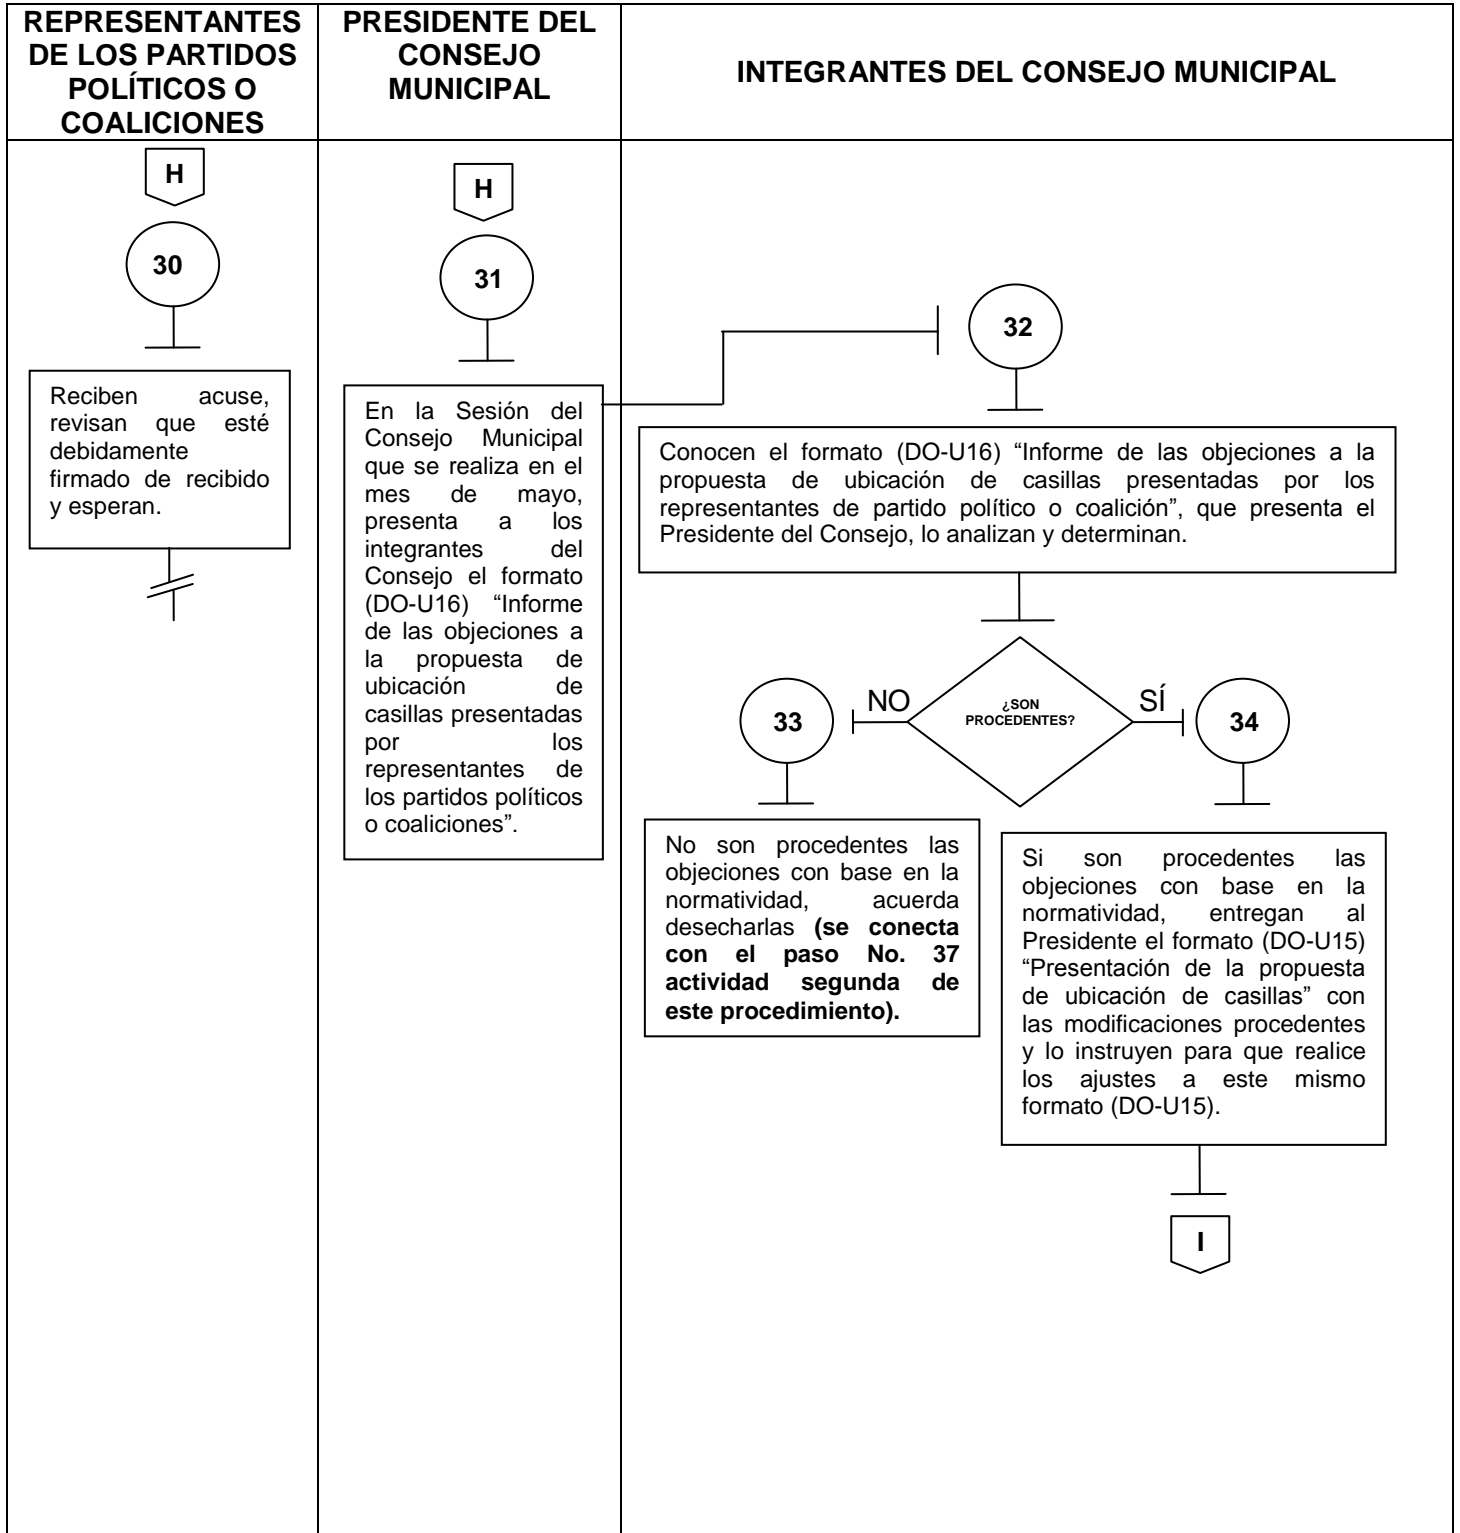 REPRESENTANTES
DE LOS PARTIDOS
POLÍTICOS O
COALICIONES
PRESIDENTE DEL
CONSEJO
MUNICIPAL
INTEGRANTES DEL CONSEJO MUNICIPAL
H
30
Reciben acuse,
revisan que esté
debidamente
firmado de recibido
y esperan.
H
31
En la Sesión del
Consejo Municipal
que se realiza en el
mes de mayo,
presenta a los
integrantes del
Consejo el formato
(DO-U16) “Informe
de las objeciones a
la propuesta de
ubicación de
casillas presentadas
por los
representantes de
los partidos políticos
o coaliciones”.
32
Conocen el formato (DO-U16) “Informe de las objeciones a la
propuesta de ubicación de casillas presentadas por los
representantes de partido político o coalición”, que presenta el
Presidente del Consejo, lo analizan y determinan.
¿SON
PROCEDENTES?
NO
33
No son procedentes las
objeciones con base en la
normatividad, acuerda
desecharlas (se conecta
con el paso No. 37
actividad segunda de
este procedimiento).
SÍ
34
Si son procedentes las
objeciones con base en la
normatividad, entregan al
Presidente el formato (DO-U15)
“Presentación de la propuesta
de ubicación de casillas” con
las modificaciones procedentes
y lo instruyen para que realice
los ajustes a este mismo
formato (DO-U15).
I